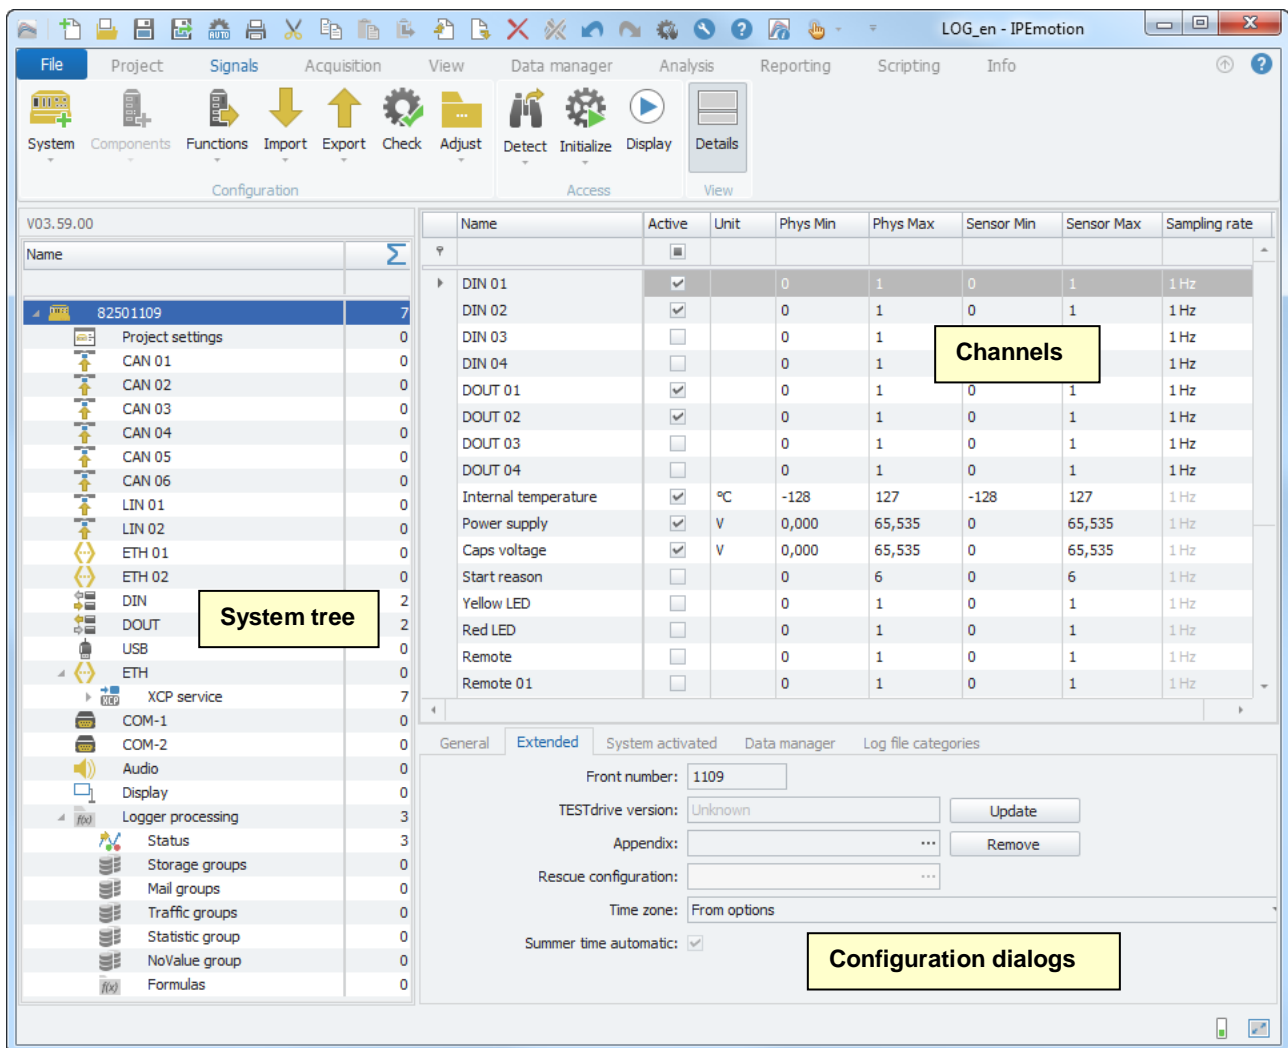 AUTO
LOG_en - IPEmotion
File Project Signals Acquisition View Data manager Analysis Reporting Scripting Info
System Components Functions Import Export Check Adjust Detect Initialize Display Details
Configuration Access View
V03.59.00
Name
82501109 7
Project settings 0
CAN 01 0
CAN 02 0
CAN 03 0
CAN 04 0
CAN 05 0
CAN 06 0
LIN 01 0
LIN 02 0
ETH 01 0
ETH 02 0
DIN 2
DOUT 2
USB 0
ETH 0
XCP XCP service 7
COM-1 0
COM-2 0
Audio 0
Display 0
f(x) Logger processing 3
Status 3
Storage groups 0
Mail groups 0
Traffic groups 0
Statistic group 0
NoValue group 0
f(x) Formulas 0
System tree
Name Active Unit Phys Min Phys Max Sensor Min Sensor Max Sampling rate
DIN 01 0 1 0 1 1 Hz
DIN 02 0 1 0 1 1 Hz
DIN 03 0 1 1 Hz
DIN 04 0 1 1 Hz
DOUT 01 0 1 0 1 1 Hz
DOUT 02 0 1 0 1 1 Hz
DOUT 03 0 1 0 1 1 Hz
DOUT 04 0 1 0 1 1 Hz
Internal temperature °C -128 127 -128 127 1 Hz
Power supply V 0,000 65,535 0 65,535 1 Hz
Caps voltage V 0,000 65,535 0 65,535 1 Hz
Start reason 0 6 0 6 1 Hz
Yellow LED 0 1 0 1 1 Hz
Red LED 0 1 0 1 1 Hz
Remote 0 1 0 1 1 Hz
Remote 01 0 1 0 1 1 Hz
Channels
General Extended System activated Data manager Log file categories
Front number: 1109
TESTdrive version: Unknown Update
Appendix: ... Remove
Rescue configuration: ...
Time zone: From options
Summer time automatic:
Configuration dialogs